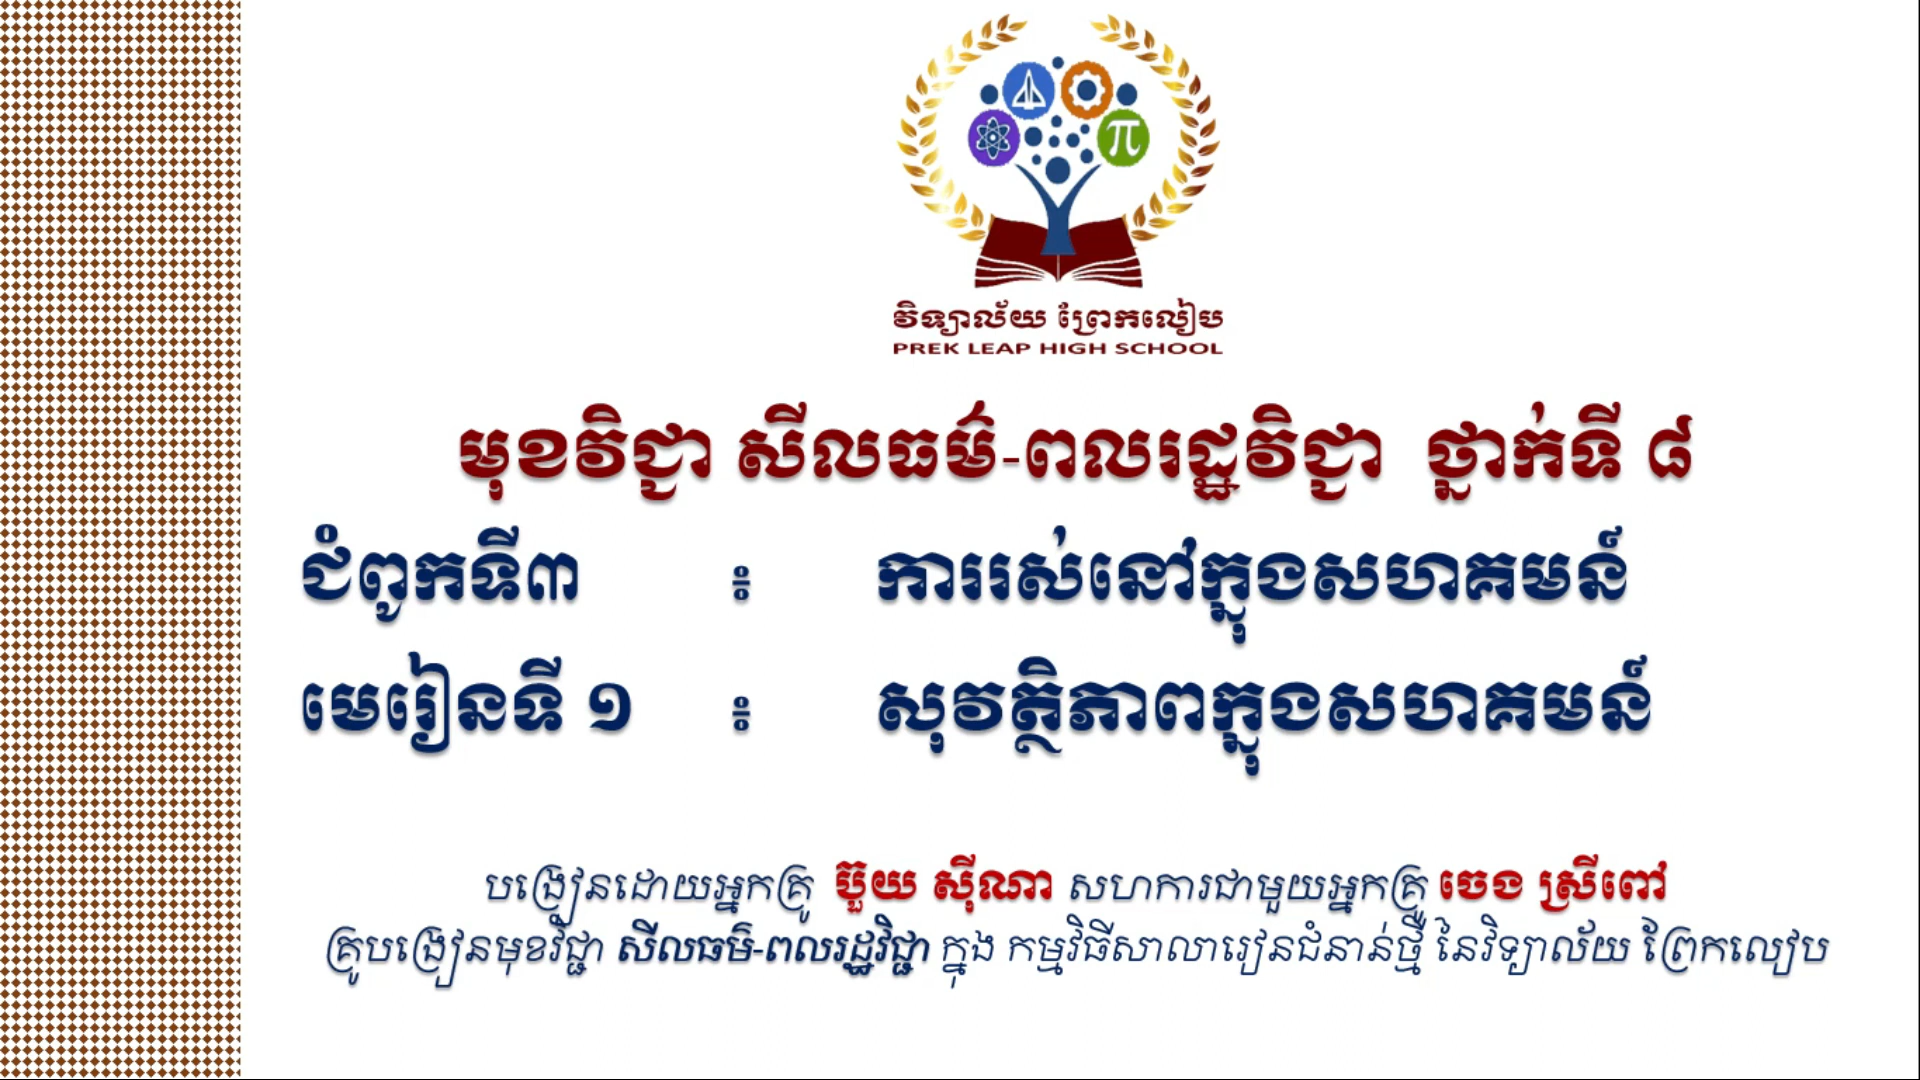 π
វិទ្យាល័យ ព្រែកលៀប
PREK LEAP HIGH SCHOOL
មុខវិជ្ជា សីលធម៌-ពលរដ្ឋវិជ្ជា ថ្នាក់ទី ៨
ជំពូកទី៣ ៖ ការរស់នៅក្នុងសហគមន៍
មេរៀនទី ១ ៖ សុវត្ថិភាពក្នុងសហគមន៍
បង្រៀនដោយអ្នកគ្រូ ប៊ួយ ស៊ីណា សហការជាមួយអ្នកគ្រូ ចេង ស្រីពៅ
គ្រូបង្រៀនមុខវិជ្ជា សីលធម៌-ពលរដ្ឋវិជ្ជា ក្នុង កម្មវិធីសាលារៀនជំនាន់ថ្មី នៃវិទ្យាល័យ ព្រែកលៀប